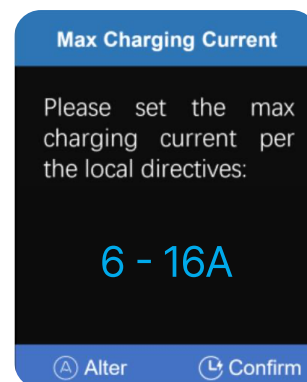 Max Charging Current
Please set the max
charging current per
the local directives:
6 - 16A
A Alter
Confirm